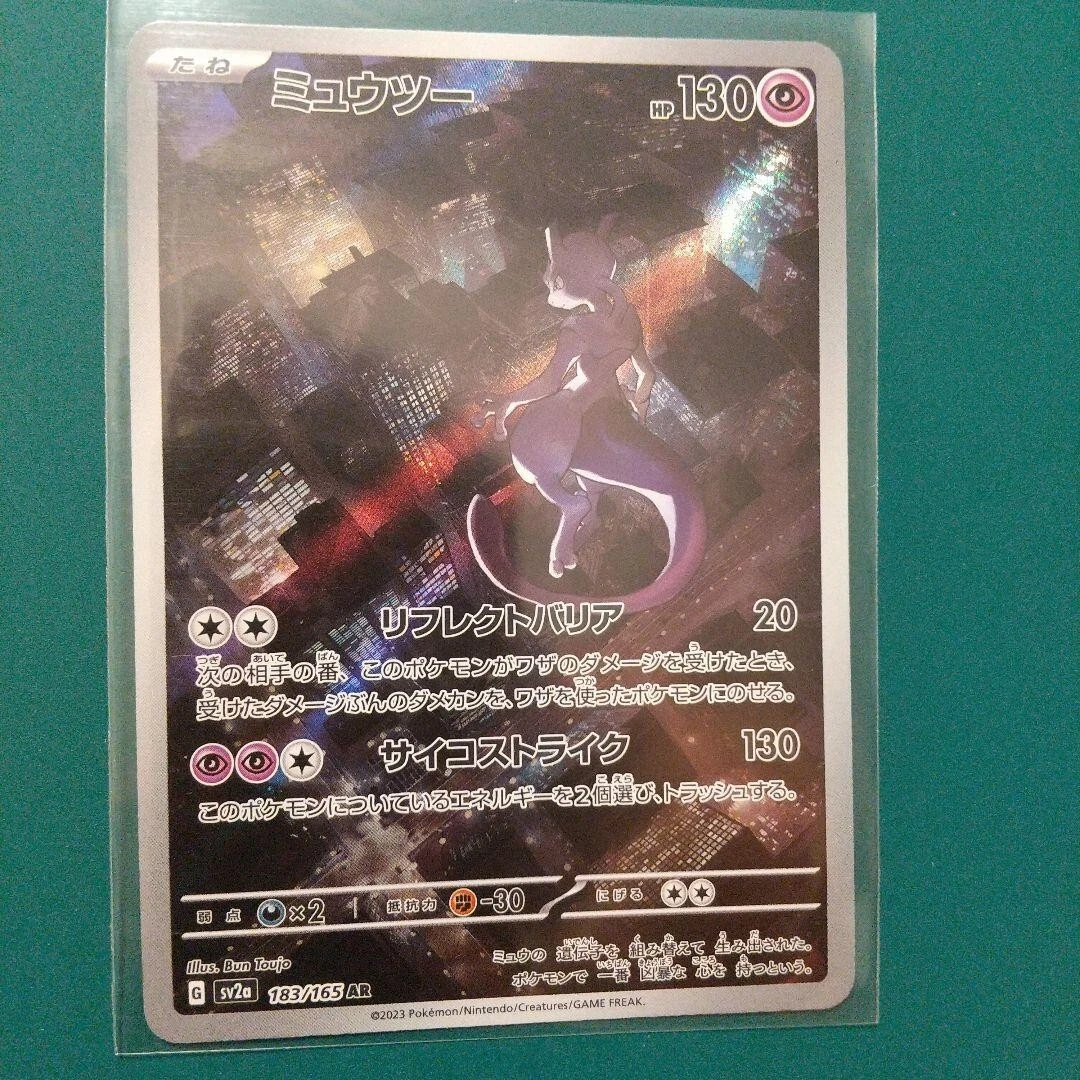 たね
ミュウツー
HP130
リフレクトバリア 20
次の相手の番、このポケモンがワザのダメージを受けたとき、
受けたダメージぶんのダメカンを、ワザを使ったポケモンにのせる。
サイコストライク 130
このポケモンについているエネルギーを2個選び、トラッシュする。
弱点 ×2 抵抗力 -30 にげる
ミュウの 遺伝子を 組み替えて 生み出された。
ポケモンで 一番 凶暴な 心を 持つという。
Illus. Bun Toujo
G sv2a 183/165 AR
©2023 Pokémon/Nintendo/Creatures/GAME FREAK.